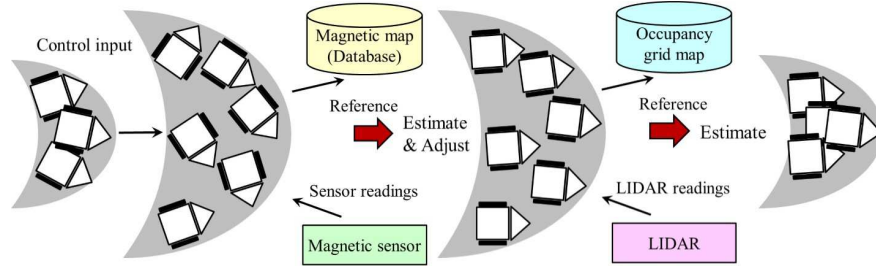 Control input
Magnetic map
(Database)
Reference
Estimate
& Adjust
Sensor readings
Magnetic sensor
Occupancy
grid map
Reference
Estimate
LIDAR readings
LIDAR